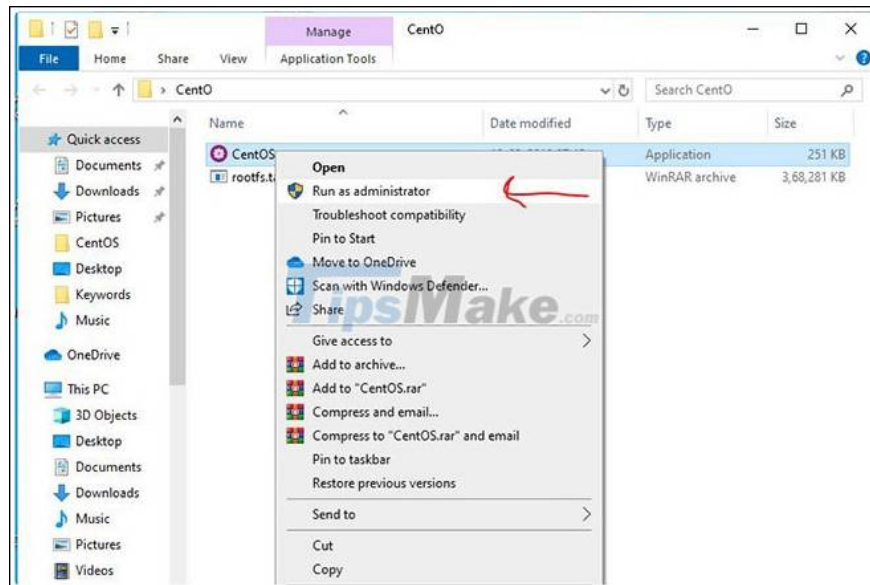 Manage
CentO
File
Home
Share
View
Application Tools
CentO
Search CentO
Name
Date modified
Type
Size
Quick access
Documents
Downloads
Pictures
CentOS
Desktop
Keywords
Music
OneDrive
This PC
3D Objects
Desktop
Documents
Downloads
Music
Pictures
Videos
CentOS
Application
251 KB
rootfs.ta
WinRAR archive
3,68,281 KB
Open
Run as administrator
Troubleshoot compatibility
Pin to Start
Move to OneDrive
Scan with Windows Defender...
Share
Give access to
Add to archive...
Add to "CentOS.rar"
Compress and email...
Compress to "CentOS.rar" and email
Pin to taskbar
Restore previous versions
Send to
Cut
Copy
TipsMake.com